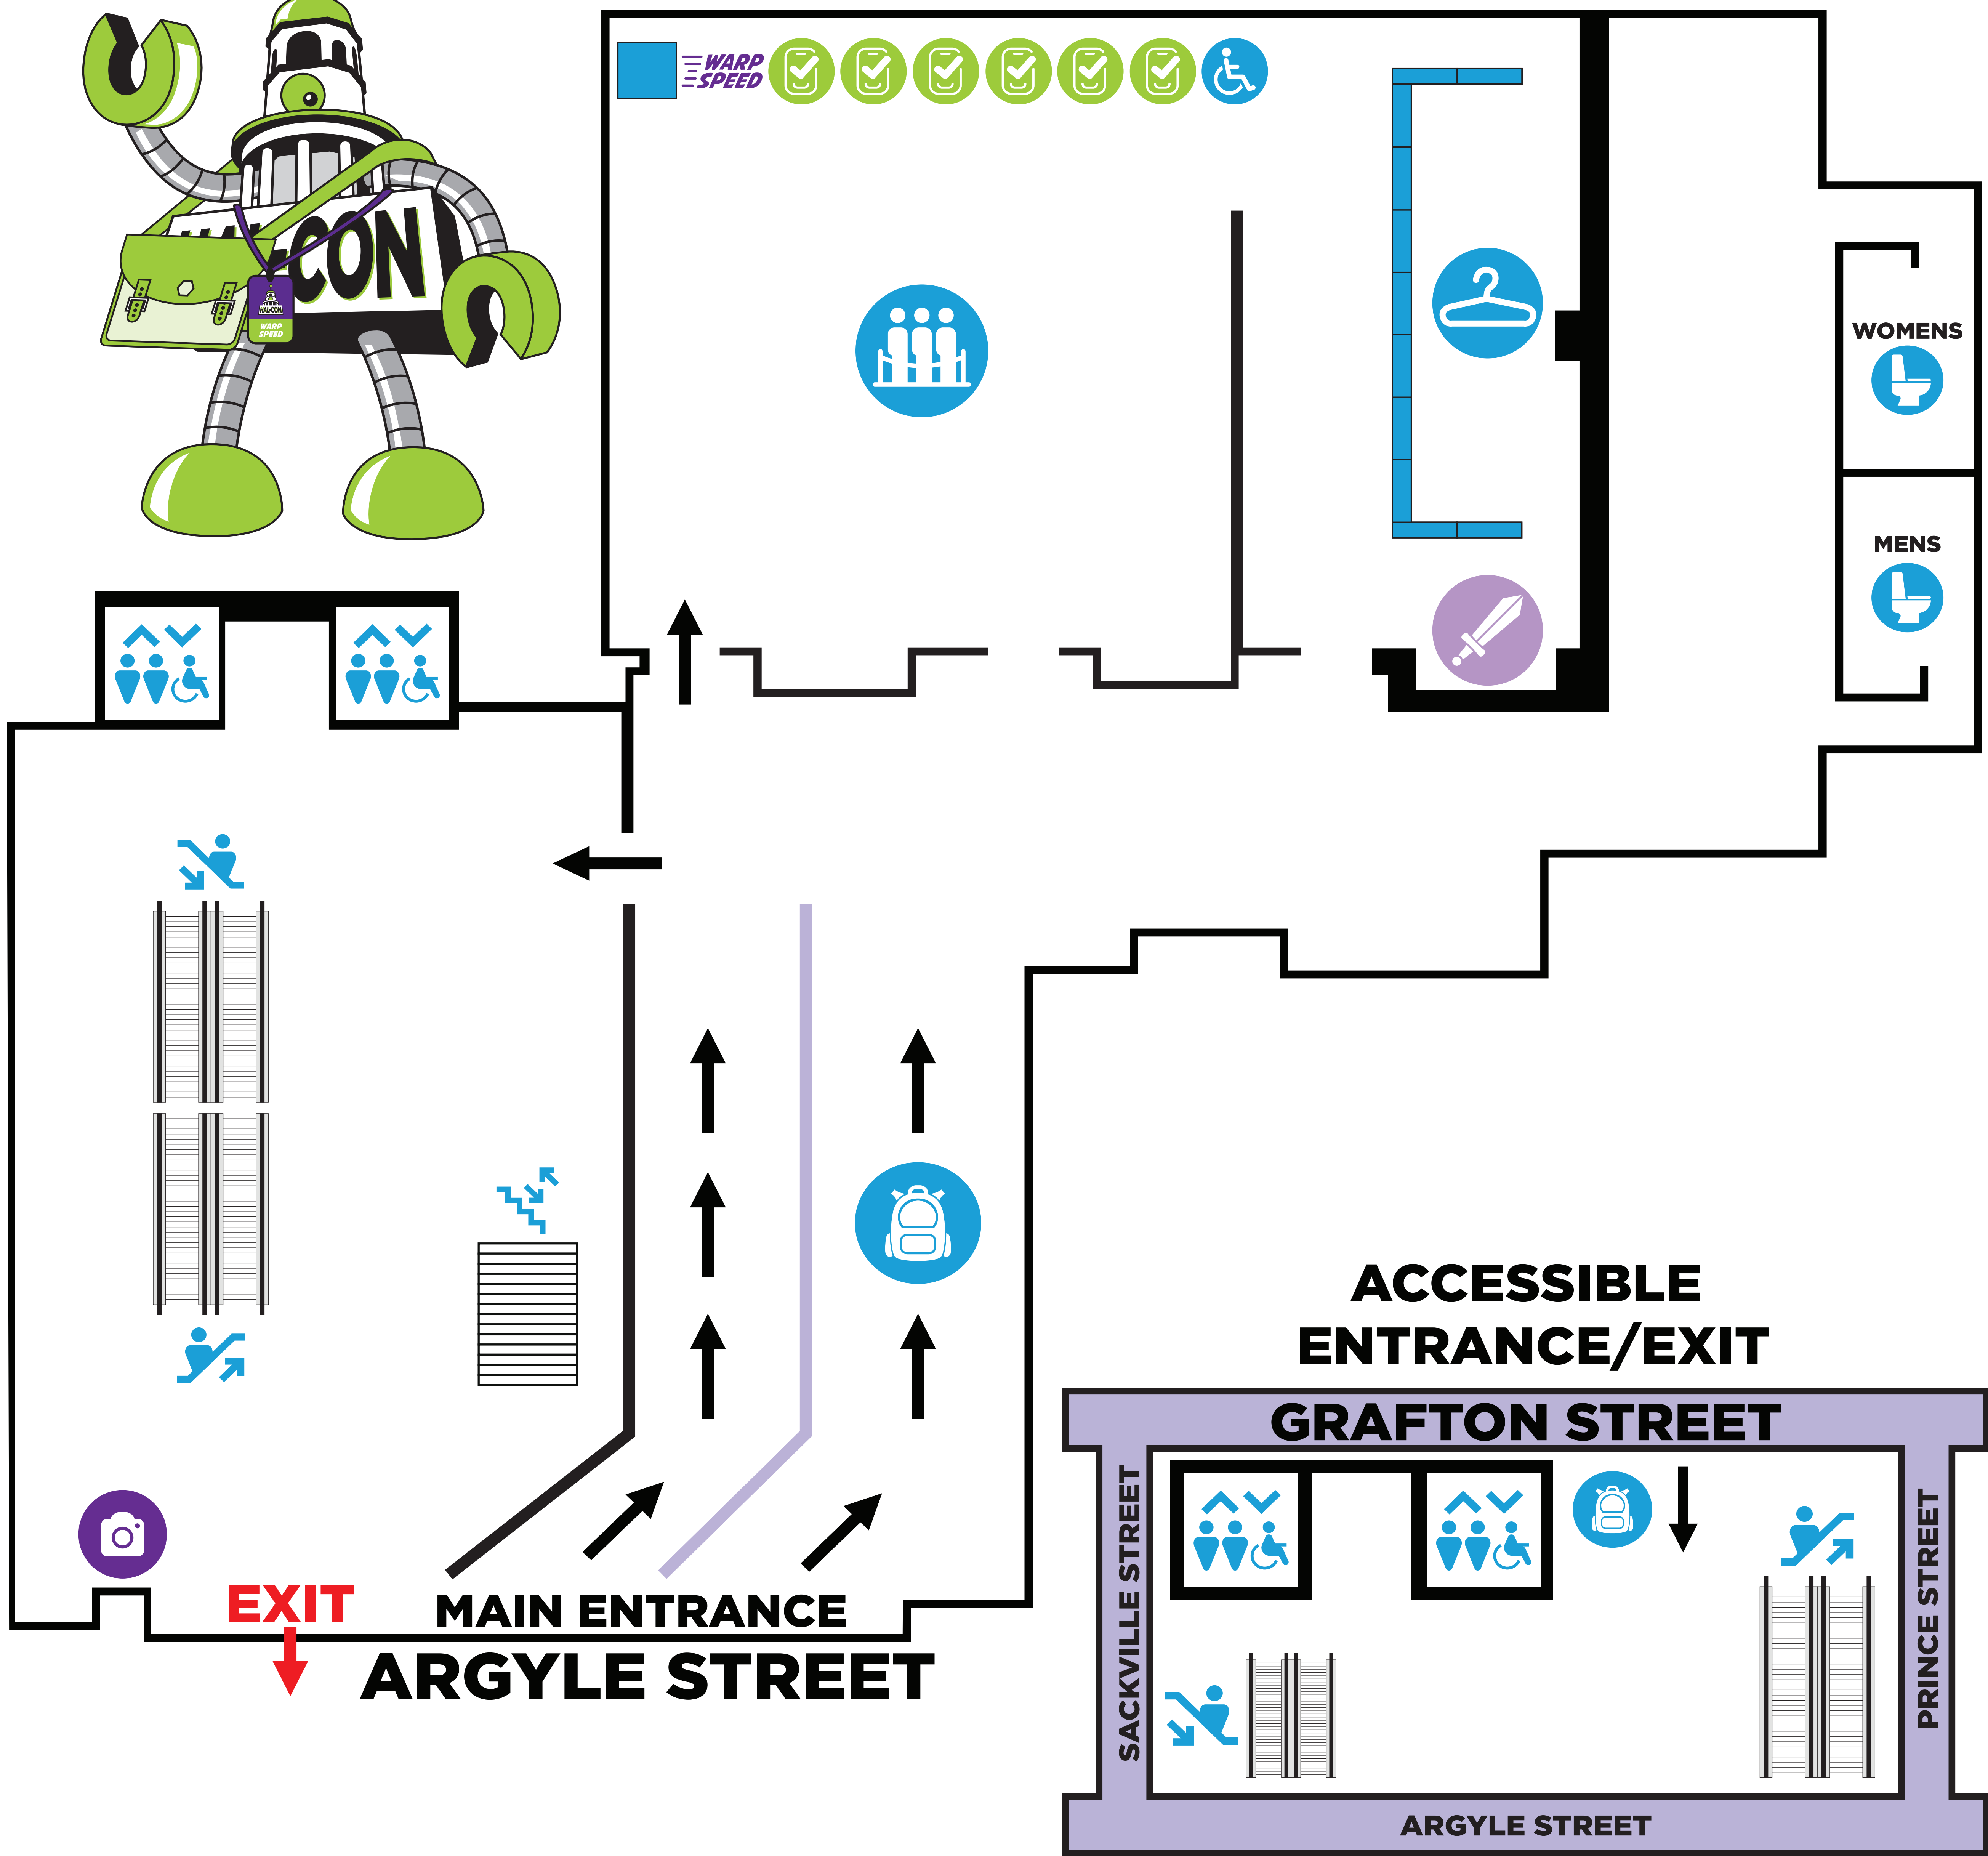 WARP
SPEED
-CON
HAL-CON
WARP
SPEED
WOMENS
MENS
EXIT
MAIN ENTRANCE
ARGYLE STREET
ACCESSIBLE
ENTRANCE/EXIT
GRAFTON STREET
SACKVILLE STREET
PRINCE STREET
ARGYLE STREET